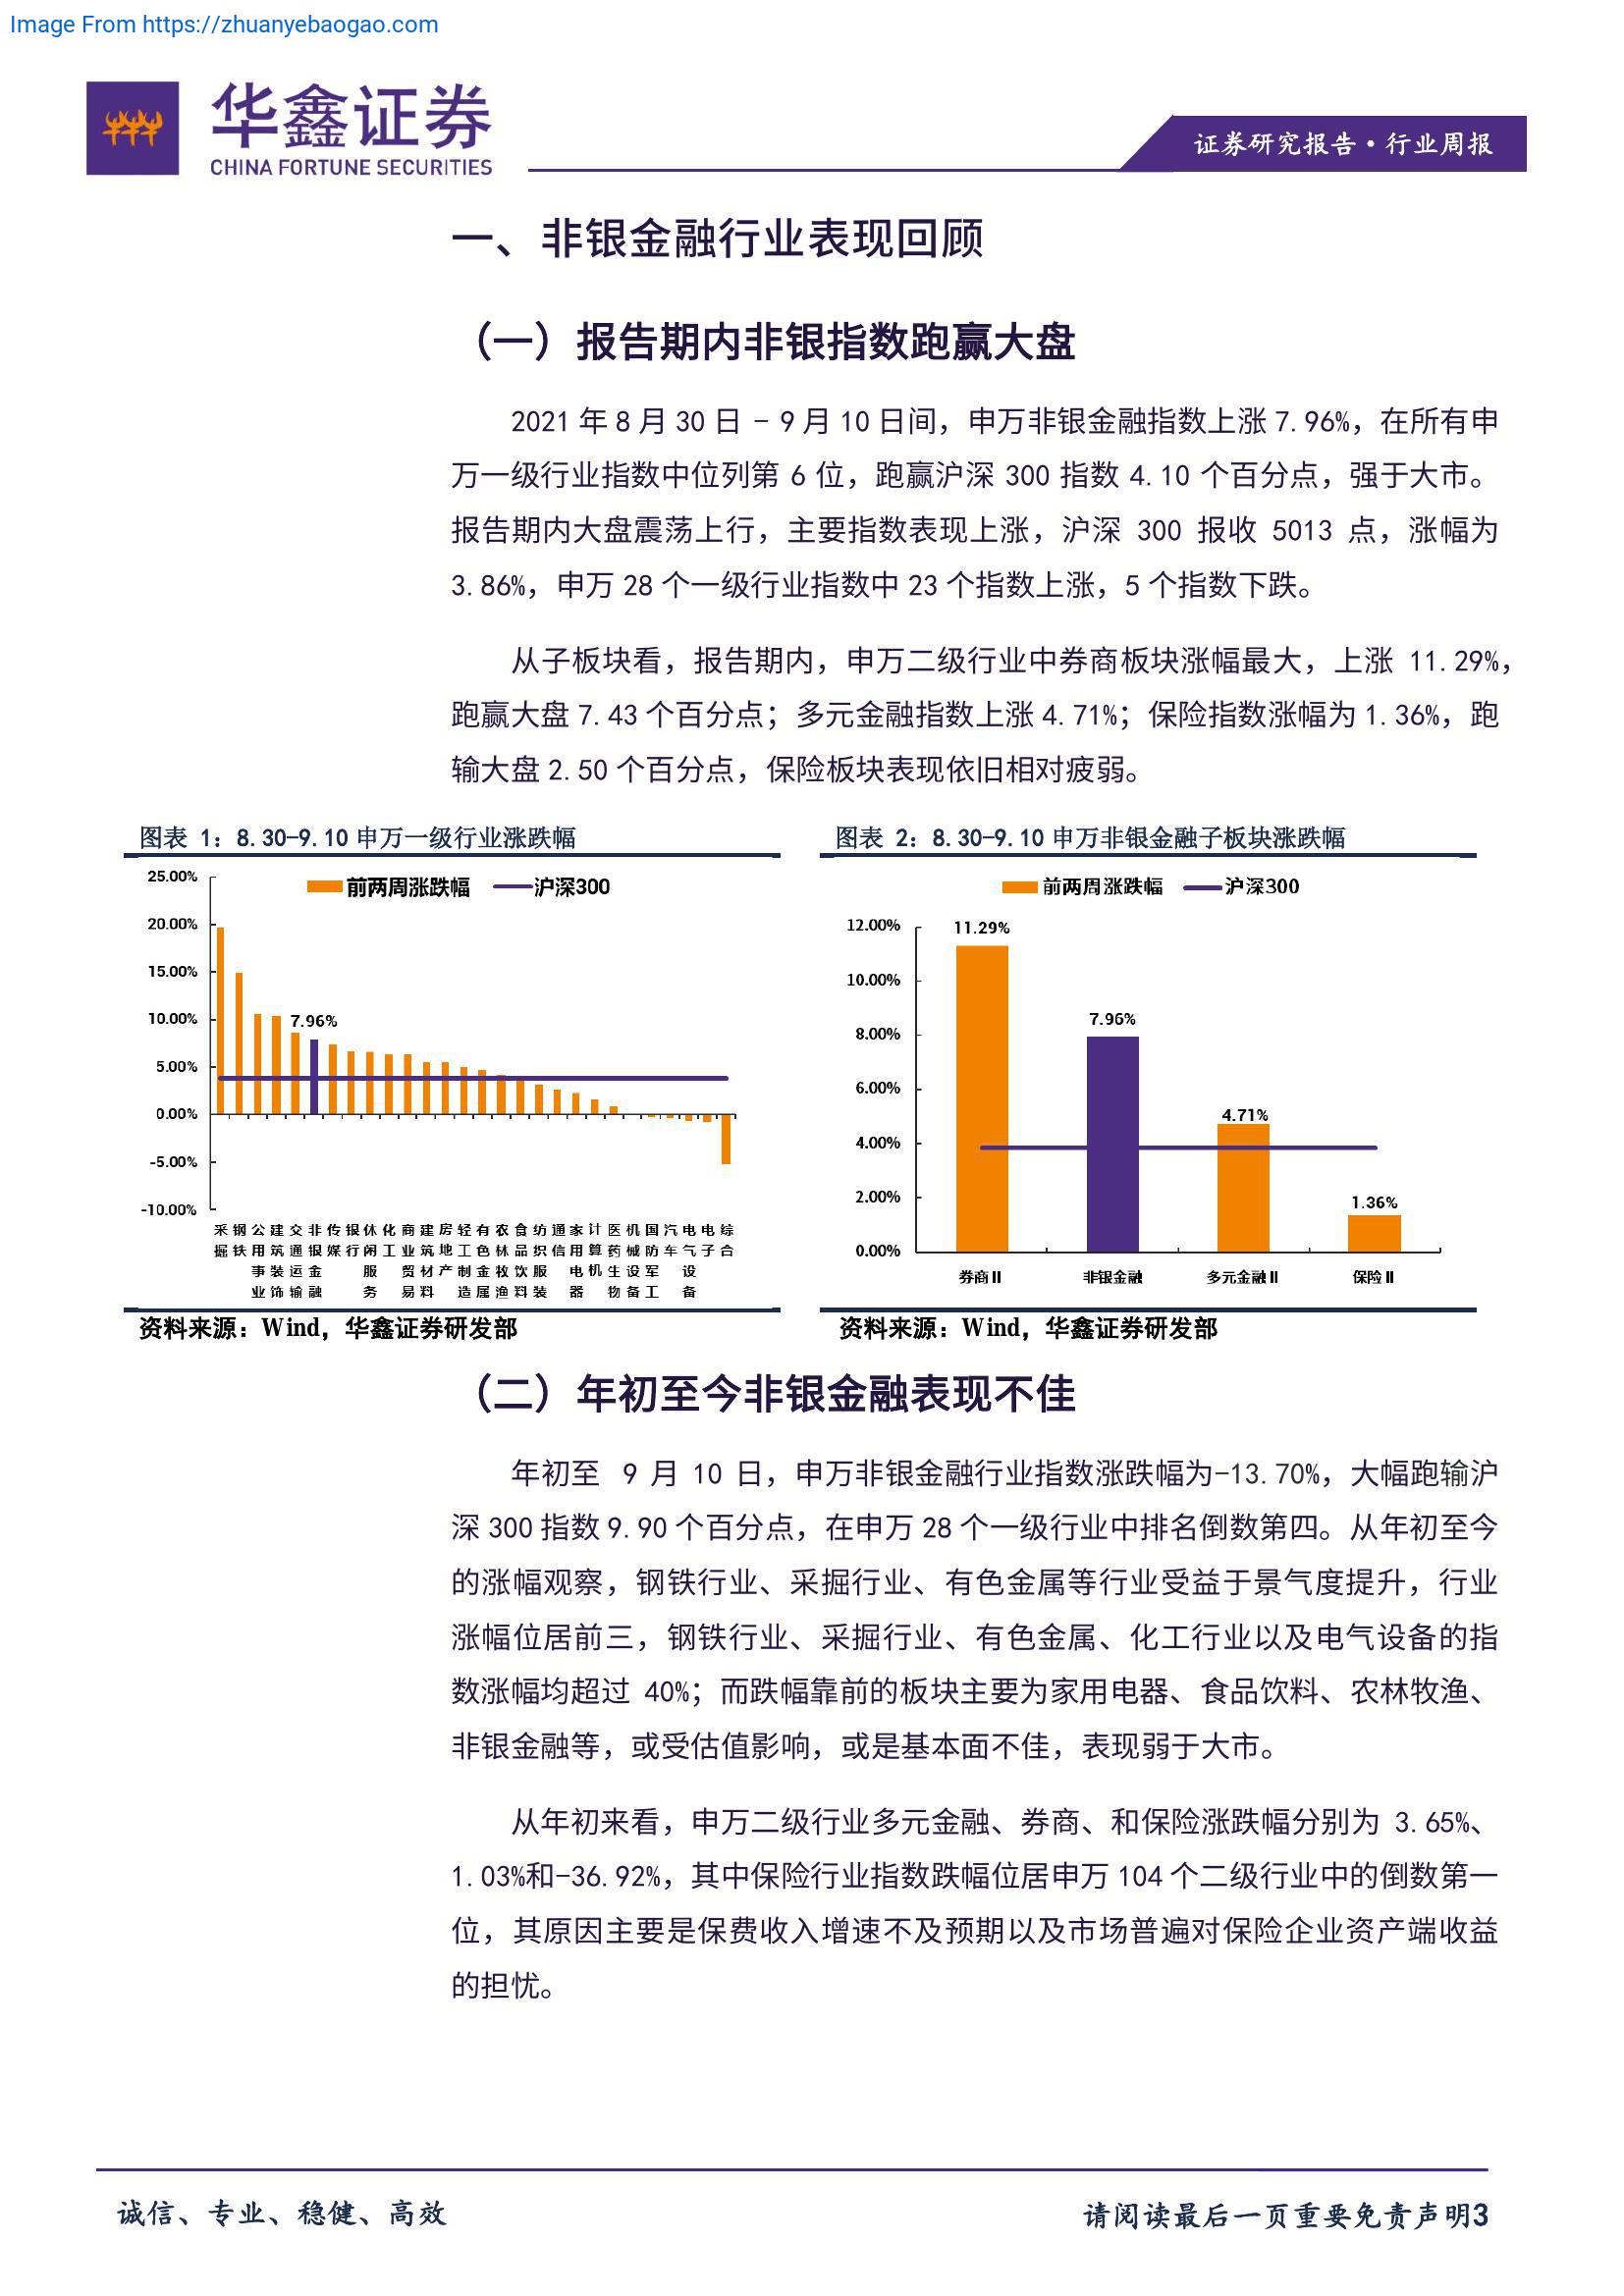 Image From https://zhuanyebaogao.com
华鑫证券
CHINA FORTUNE SECURITIES
证券研究报告·行业周报
一、非银金融行业表现回顾
（一）报告期内非银指数跑赢大盘
2021 年 8 月 30 日 – 9 月 10 日间，申万非银金融指数上涨 7.96%，在所有申
万一级行业指数中位列第 6 位，跑赢沪深 300 指数 4.10 个百分点，强于大市。
报告期内大盘震荡上行，主要指数表现上涨，沪深 300 报收 5013 点，涨幅为
3.86%，申万 28 个一级行业指数中 23 个指数上涨，5 个指数下跌。
从子板块看，报告期内，申万二级行业中券商板块涨幅最大，上涨 11.29%，
跑赢大盘 7.43 个百分点；多元金融指数上涨 4.71%；保险指数涨幅为 1.36%，跑
输大盘 2.50 个百分点，保险板块表现依旧相对疲弱。
图表 1：8.30-9.10 申万一级行业涨跌幅
前两周涨跌幅 沪深300
25.00%
20.00%
15.00%
10.00%
5.00%
0.00%
-5.00%
-10.00%
7.96%
采掘
钢铁
公用事业
建筑装饰
交通运输
非银金融
传媒
银行
休闲服务
化工
商业贸易
建筑材料
房地产
轻工制造
有色金属
农林牧渔
食品饮料
纺织服装
通信
家用电器
计算机
医药生物
机械设备
国防军工
汽车
电气设备
电子
综合
资料来源：Wind，华鑫证券研发部
图表 2：8.30-9.10 申万非银金融子板块涨跌幅
前两周涨跌幅 沪深300
12.00%
10.00%
8.00%
6.00%
4.00%
2.00%
0.00%
11.29%
7.96%
4.71%
1.36%
券商Ⅱ 非银金融 多元金融Ⅱ 保险Ⅱ
资料来源：Wind，华鑫证券研发部
（二）年初至今非银金融表现不佳
年初至 9 月 10 日，申万非银金融行业指数涨跌幅为-13.70%，大幅跑输沪
深 300 指数 9.90 个百分点，在申万 28 个一级行业中排名倒数第四。从年初至今
的涨幅观察，钢铁行业、采掘行业、有色金属等行业受益于景气度提升，行业
涨幅位居前三，钢铁行业、采掘行业、有色金属、化工行业以及电气设备的指
数涨幅均超过 40%；而跌幅靠前的板块主要为家用电器、食品饮料、农林牧渔、
非银金融等，或受估值影响，或是基本面不佳，表现弱于大市。
从年初来看，申万二级行业多元金融、券商、和保险涨跌幅分别为 3.65%、
1.03%和-36.92%，其中保险行业指数跌幅位居申万 104 个二级行业中的倒数第一
位，其原因主要是保费收入增速不及预期以及市场普遍对保险企业资产端收益
的担忧。
诚信、专业、稳健、高效
请阅读最后一页重要免责声明3